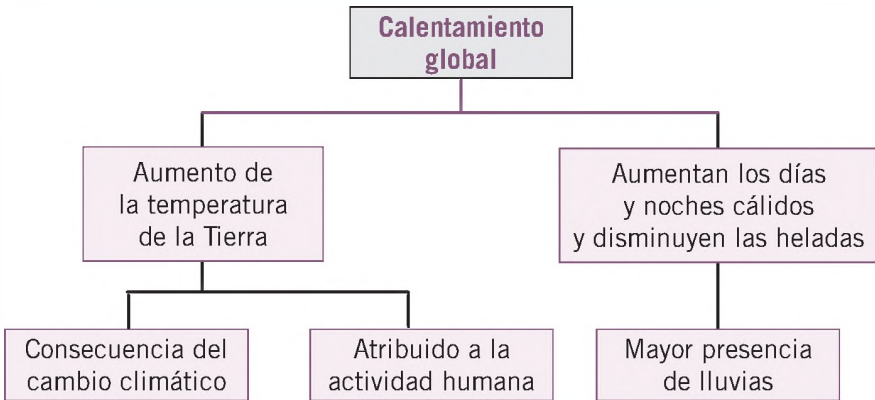 Calentamiento
global
Aumento de
la temperatura
de la Tierra
Aumentan los días
y noches cálidos
y disminuyen las heladas
Consecuencia del
cambio climático
Atribuido a la
actividad humana
Mayor presencia
de lluvias